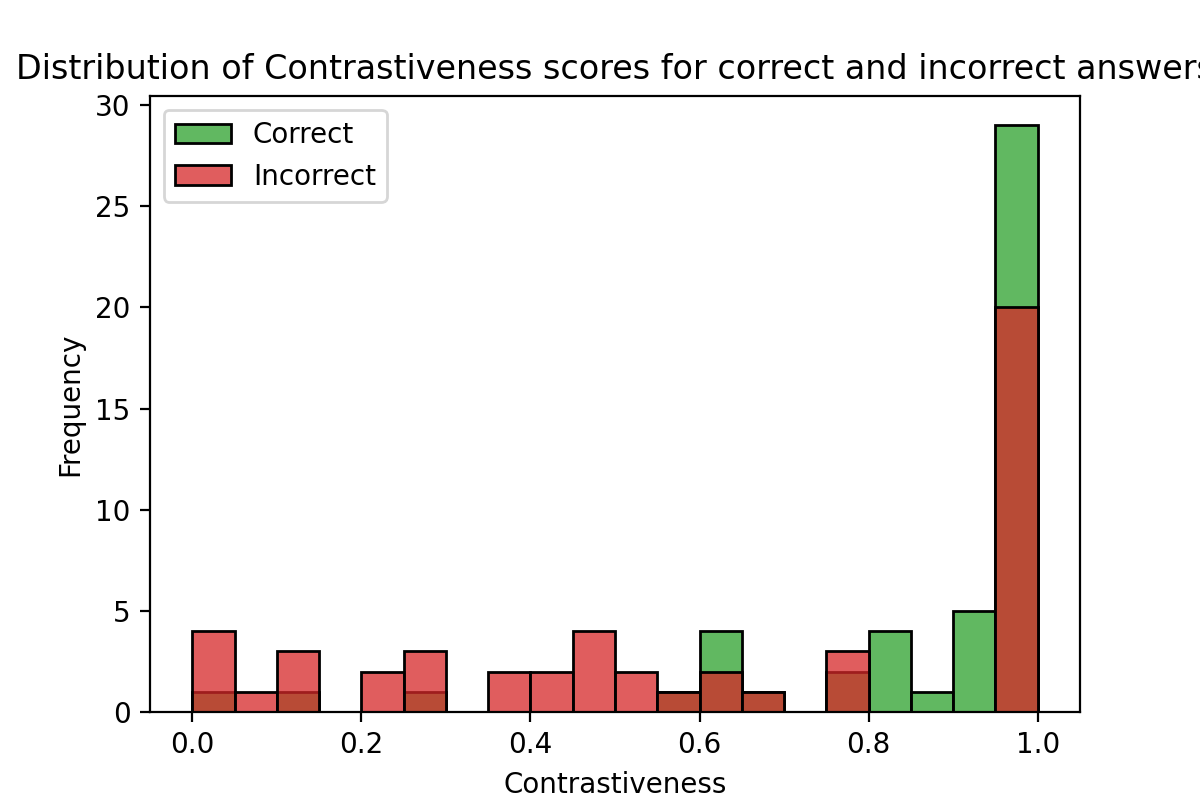 Distribution of Contrastiveness scores for correct and incorrect answers
Correct
Incorrect
30
25
20
15
10
5
0
Frequency
0.0 0.2 0.4 0.6 0.8 1.0
Contrastiveness